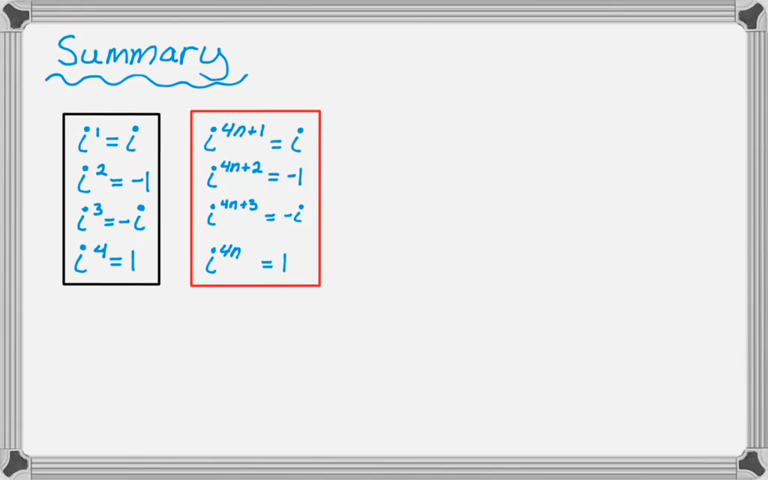 Summary
i¹ = i
i² = -1
i³ = -i
i⁴ = 1
i⁴ⁿ⁺¹ = i
i⁴ⁿ⁺² = -1
i⁴ⁿ⁺³ = -i
i⁴ⁿ = 1